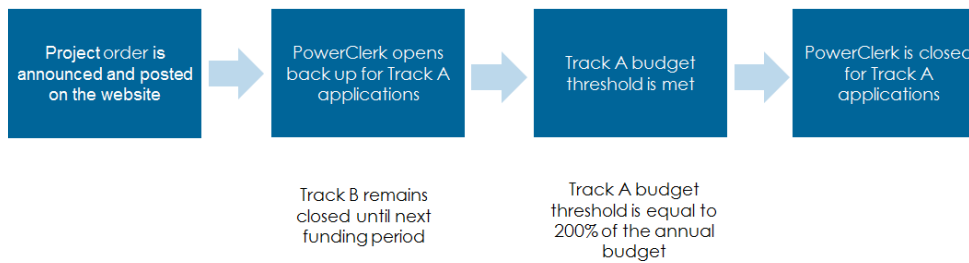 Project order is
announced and posted
on the website
PowerClerk opens
back up for Track A
applications
Track A budget
threshold is met
PowerClerk is closed
for Track A
applications
Track B remains
closed until next
funding period
Track A budget
threshold is equal to
200% of the annual
budget